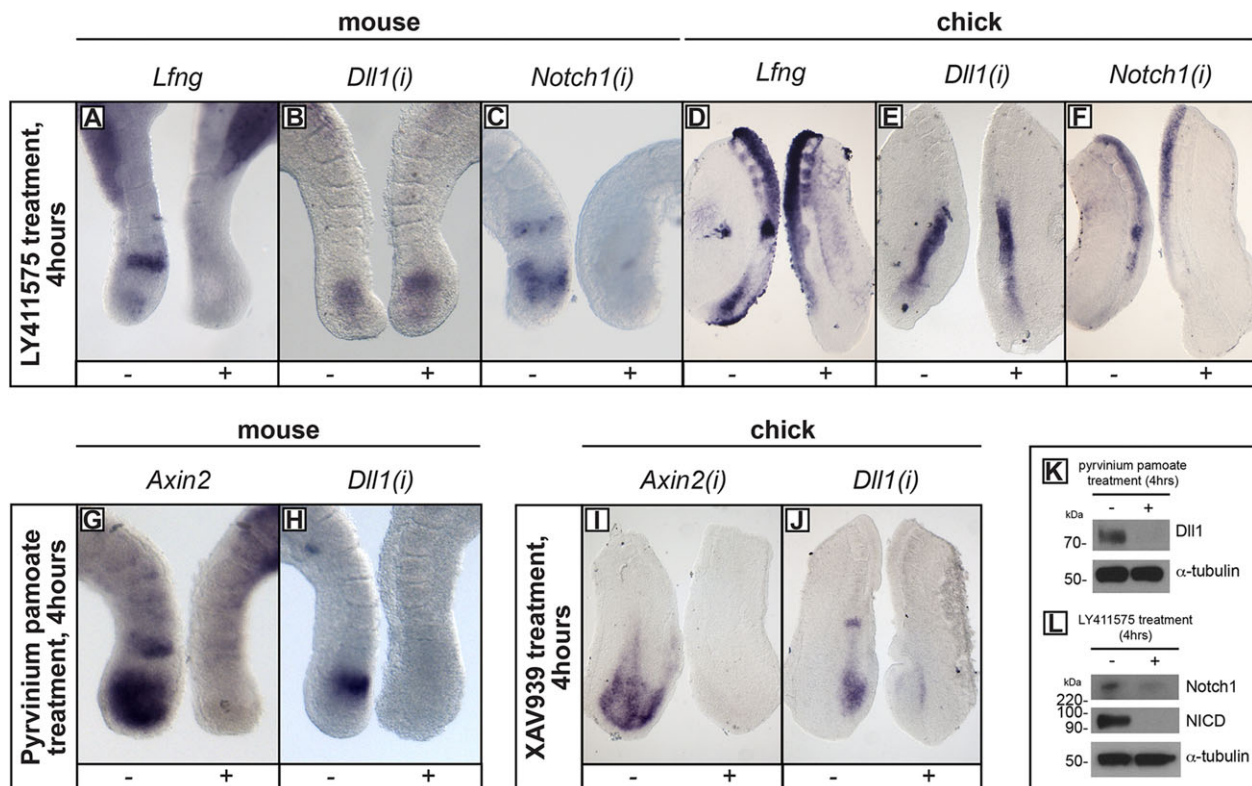 mouse
chick
Lfng
Dll1(i)
Notch1(i)
Lfng
Dll1(i)
Notch1(i)
LY411575 treatment,
4hours
A
B
C
D
E
F
- +
- +
- +
- +
- +
- +
mouse
chick
Axin2
Dll1(i)
Axin2(i)
Dll1(i)
Pyrvinium pamoate
treatment, 4hours
G
H
- +
- +
XAV939 treatment,
4hours
I
J
- +
- +
K
pyrvinium pamoate
treatment (4hrs)
- +
kDa
70-
Dll1
50-
α-tubulin
L
LY411575 treatment
(4hrs)
- +
kDa
220-
Notch1
100-
90-
NICD
50-
α-tubulin